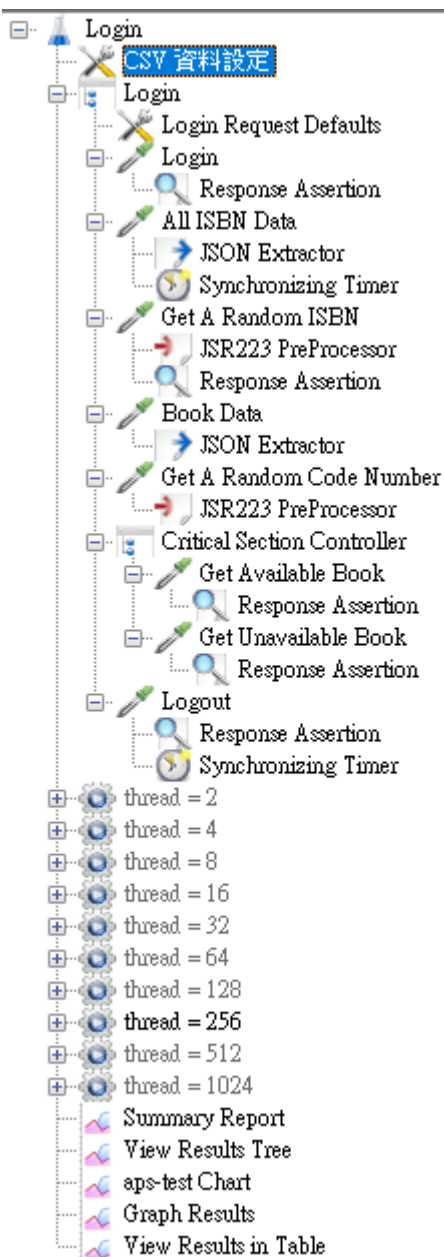 Login
CSV 資料設定
Login
Login Request Defaults
Login
Response Assertion
All ISBN Data
JSON Extractor
Synchronizing Timer
Get A Random ISBN
JSR223 PreProcessor
Response Assertion
Book Data
JSON Extractor
Get A Random Code Number
JSR223 PreProcessor
Critical Section Controller
Get Available Book
Response Assertion
Get Unavailable Book
Response Assertion
Logout
Response Assertion
Synchronizing Timer
thread = 2
thread = 4
thread = 8
thread = 16
thread = 32
thread = 64
thread = 128
thread = 256
thread = 512
thread = 1024
Summary Report
View Results Tree
aps-test Chart
Graph Results
View Results in Table